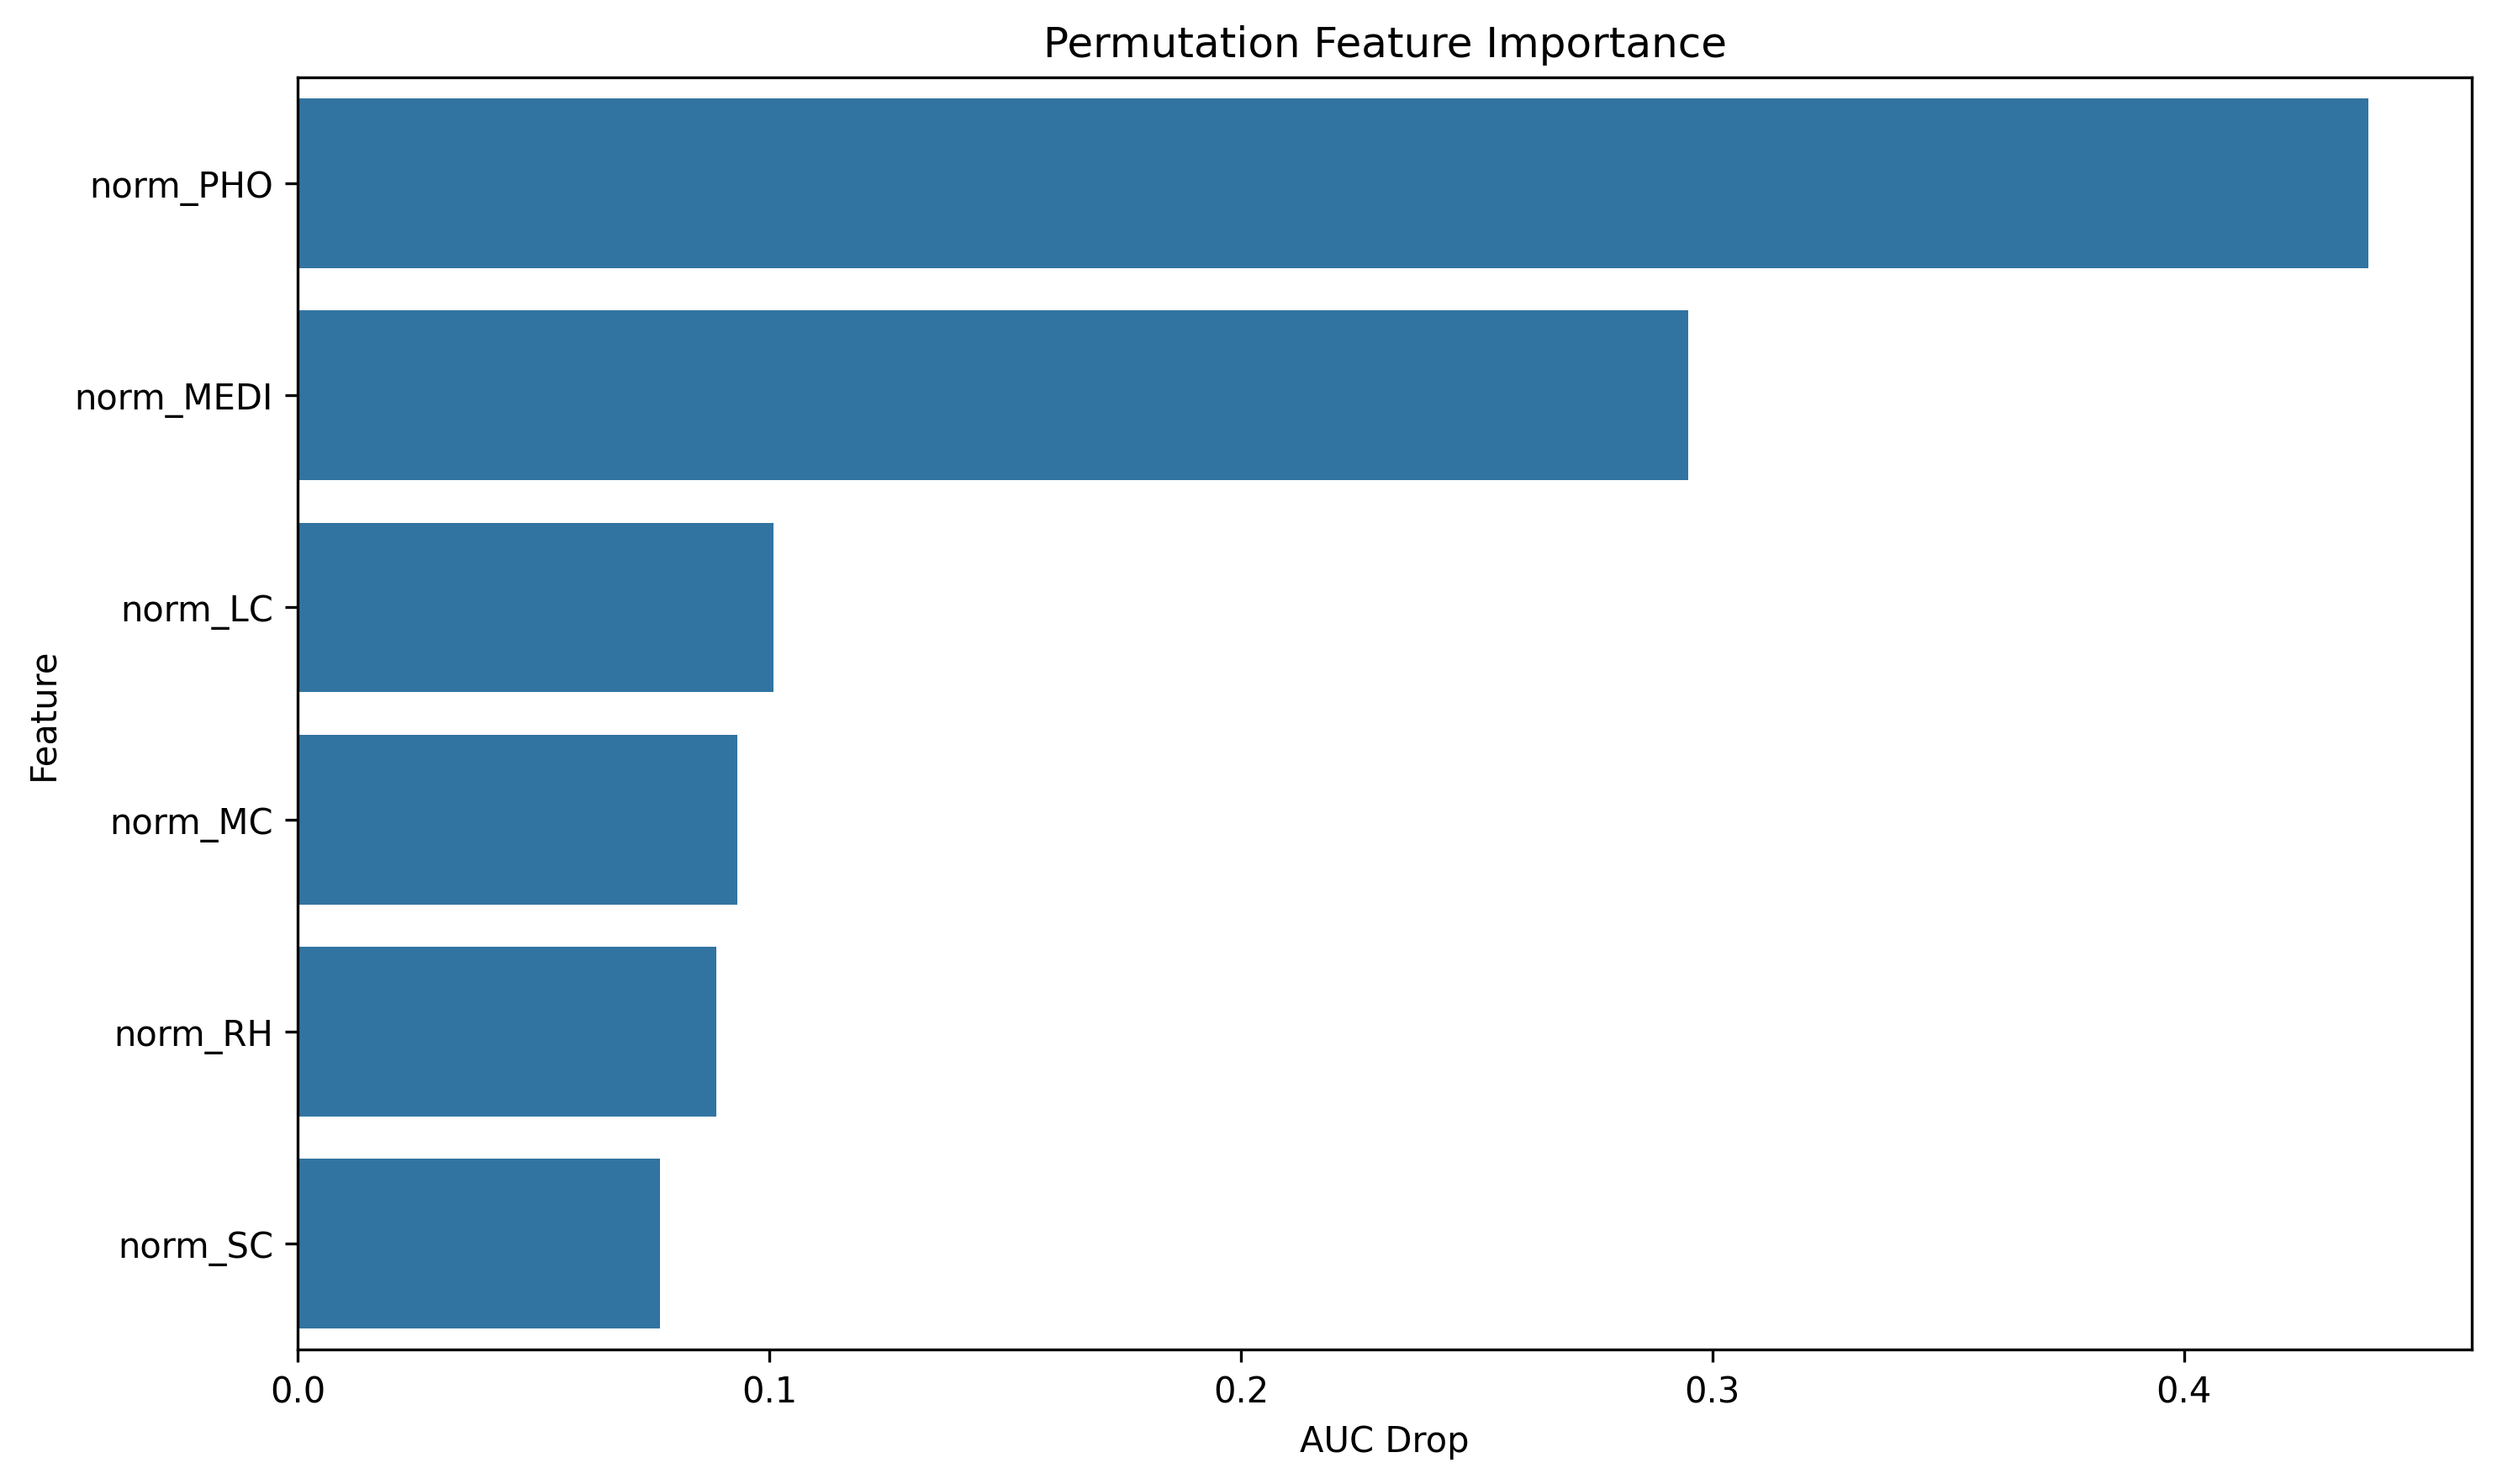 Permutation Feature Importance
norm_PHO
norm_MEDI
norm_LC
norm_MC
norm_RH
norm_SC
Feature
0.0 0.1 0.2 0.3 0.4
AUC Drop